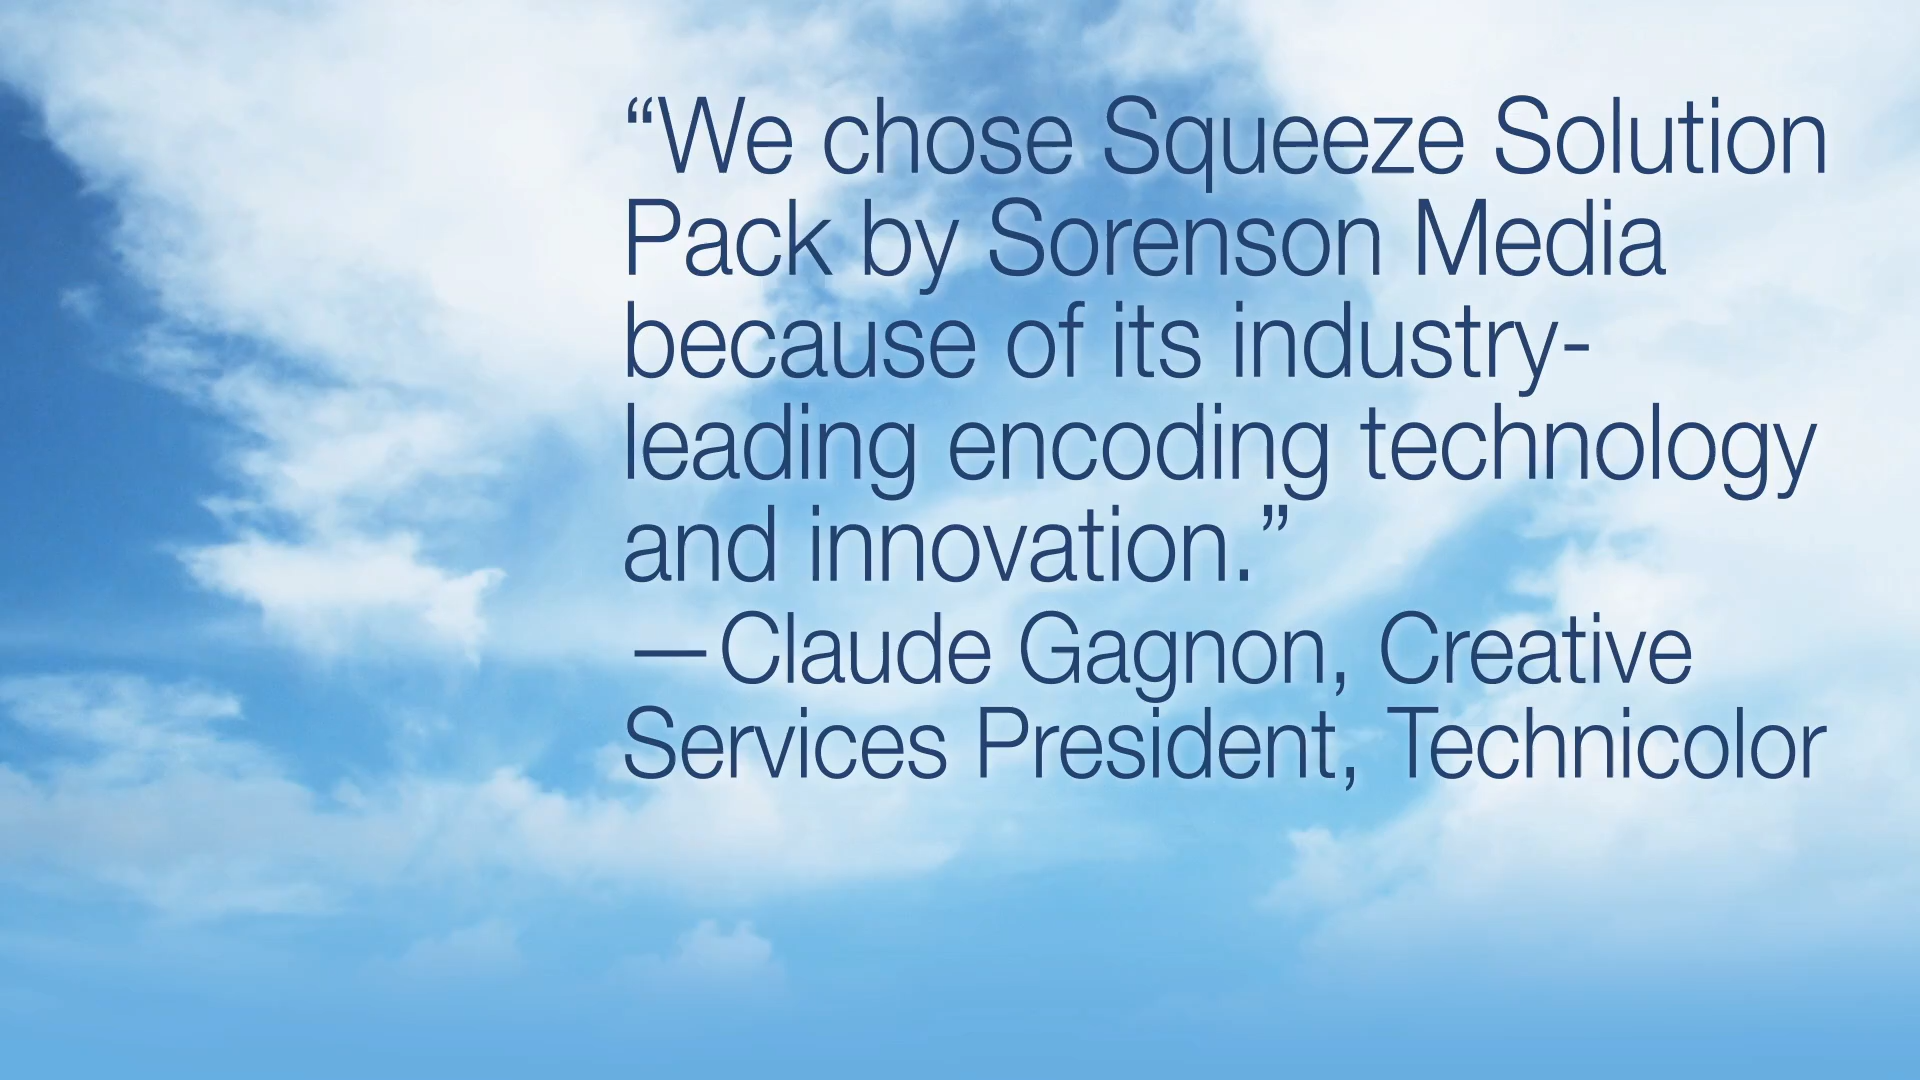 “We chose Squeeze Solution
Pack by Sorenson Media
because of its industry-
leading encoding technology
and innovation.”
—Claude Gagnon, Creative
Services President, Technicolor